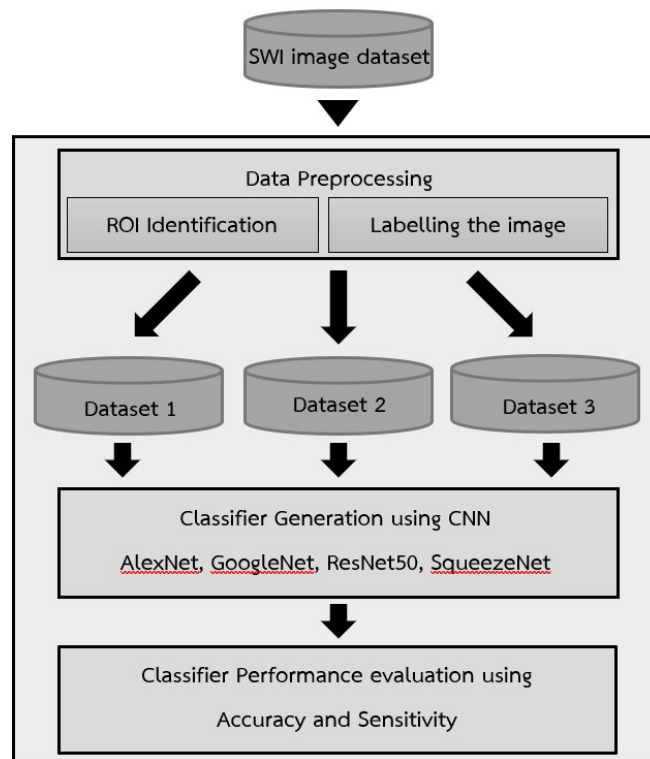 SWI image dataset
Data Preprocessing
ROI Identification
Labelling the image
Dataset 1
Dataset 2
Dataset 3
Classifier Generation using CNN
AlexNet, GoogleNet, ResNet50, SqueezeNet
Classifier Performance evaluation using
Accuracy and Sensitivity